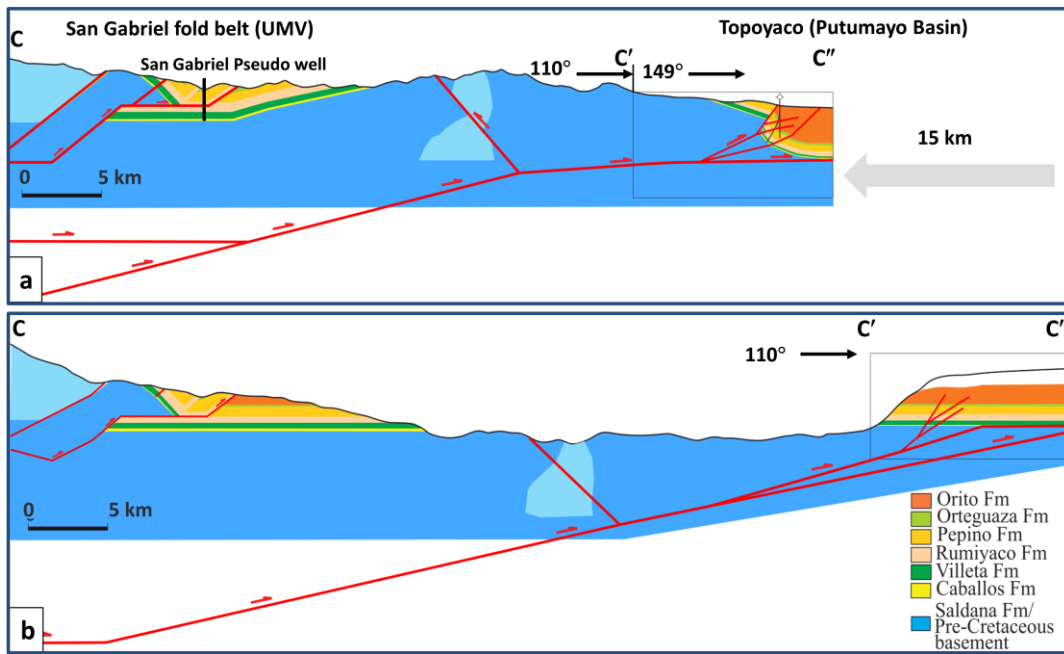 San Gabriel fold belt (UMV)
Topoyaco (Putumayo Basin)
C
San Gabriel Pseudo well
110°
C′
149°
C″
15 km
0
5 km
a
C
C′
C″
110°
0
5 km
Orito Fm
Orteguaza Fm
Pepino Fm
Rumiyaco Fm
Villeta Fm
Caballos Fm
Saldana Fm/
Pre-Cretaceous
basement
b